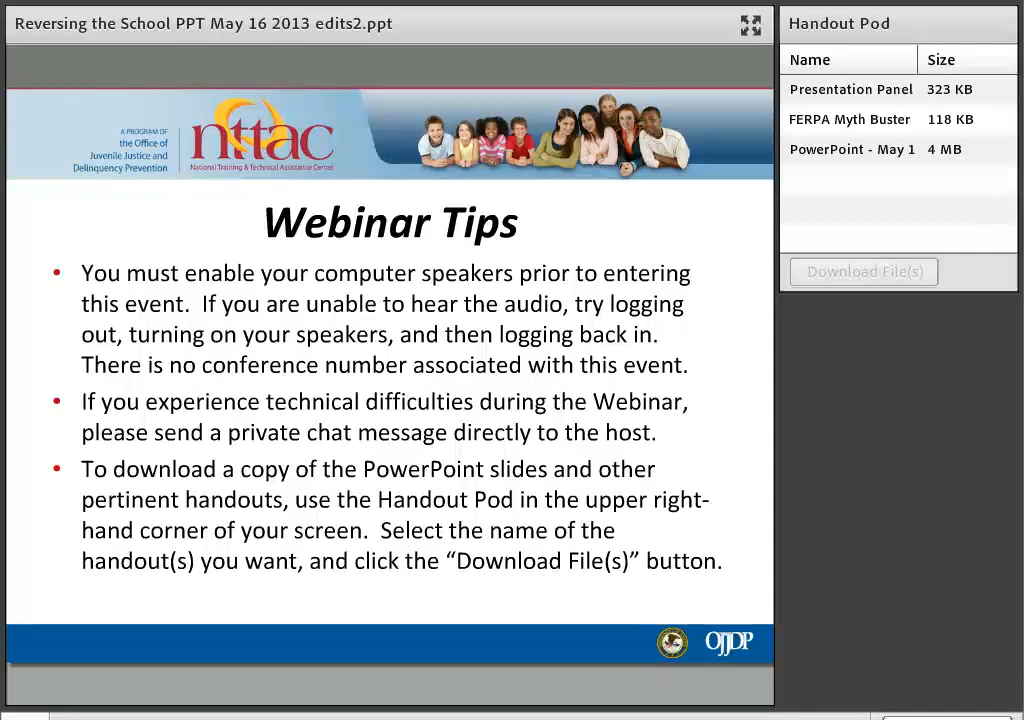 Reversing the School PPT May 16 2013 edits2.ppt
Handout Pod
Name Size
Presentation Panel 323 KB
FERPA Myth Buster 118 KB
PowerPoint - May 1 4 MB
Download File(s)
A PROGRAM OF
the Office of
Juvenile Justice and
Delinquency Prevention
nttac
National Training & Technical Assistance Center
Webinar Tips
• You must enable your computer speakers prior to entering
this event. If you are unable to hear the audio, try logging
out, turning on your speakers, and then logging back in.
There is no conference number associated with this event.
• If you experience technical difficulties during the Webinar,
please send a private chat message directly to the host.
• To download a copy of the PowerPoint slides and other
pertinent handouts, use the Handout Pod in the upper right-
hand corner of your screen. Select the name of the
handout(s) you want, and click the “Download File(s)” button.
OJJDP